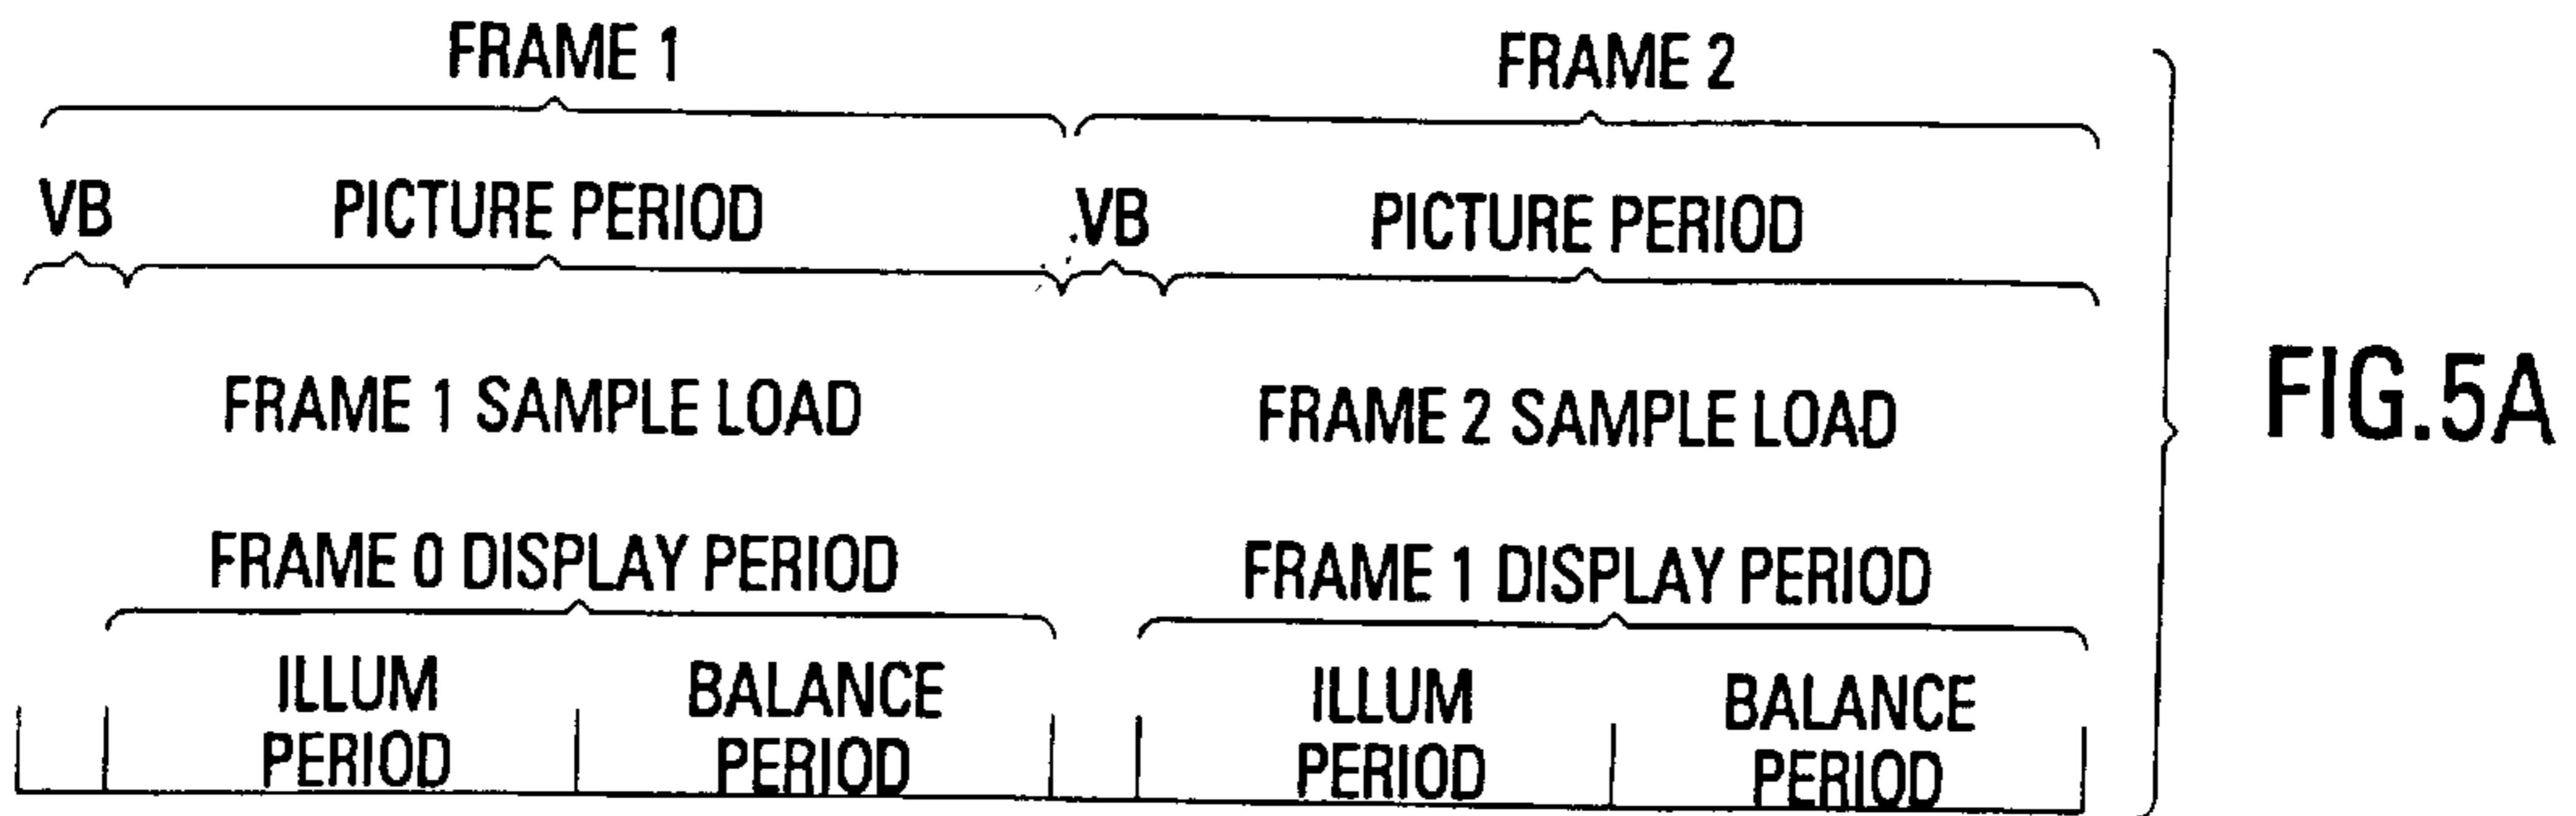 FRAME 1 FRAME 2
VB PICTURE PERIOD VB PICTURE PERIOD
FRAME 1 SAMPLE LOAD FRAME 2 SAMPLE LOAD
FIG.5A
FRAME 0 DISPLAY PERIOD FRAME 1 DISPLAY PERIOD
ILLUM PERIOD BALANCE PERIOD ILLUM PERIOD BALANCE PERIOD